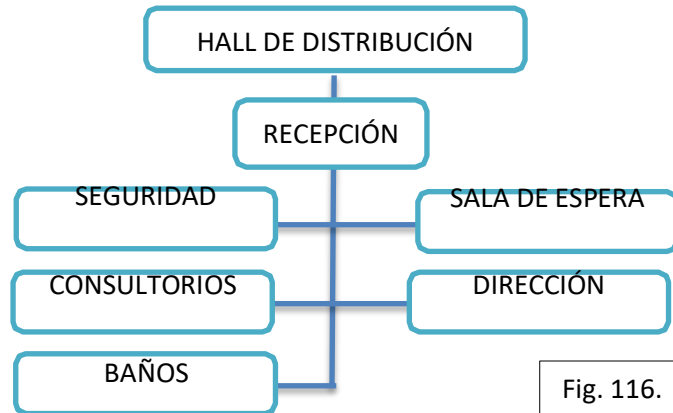 HALL DE DISTRIBUCIÓN
RECEPCIÓN
SEGURIDAD
SALA DE ESPERA
CONSULTORIOS
DIRECCIÓN
BAÑOS
Fig. 116.